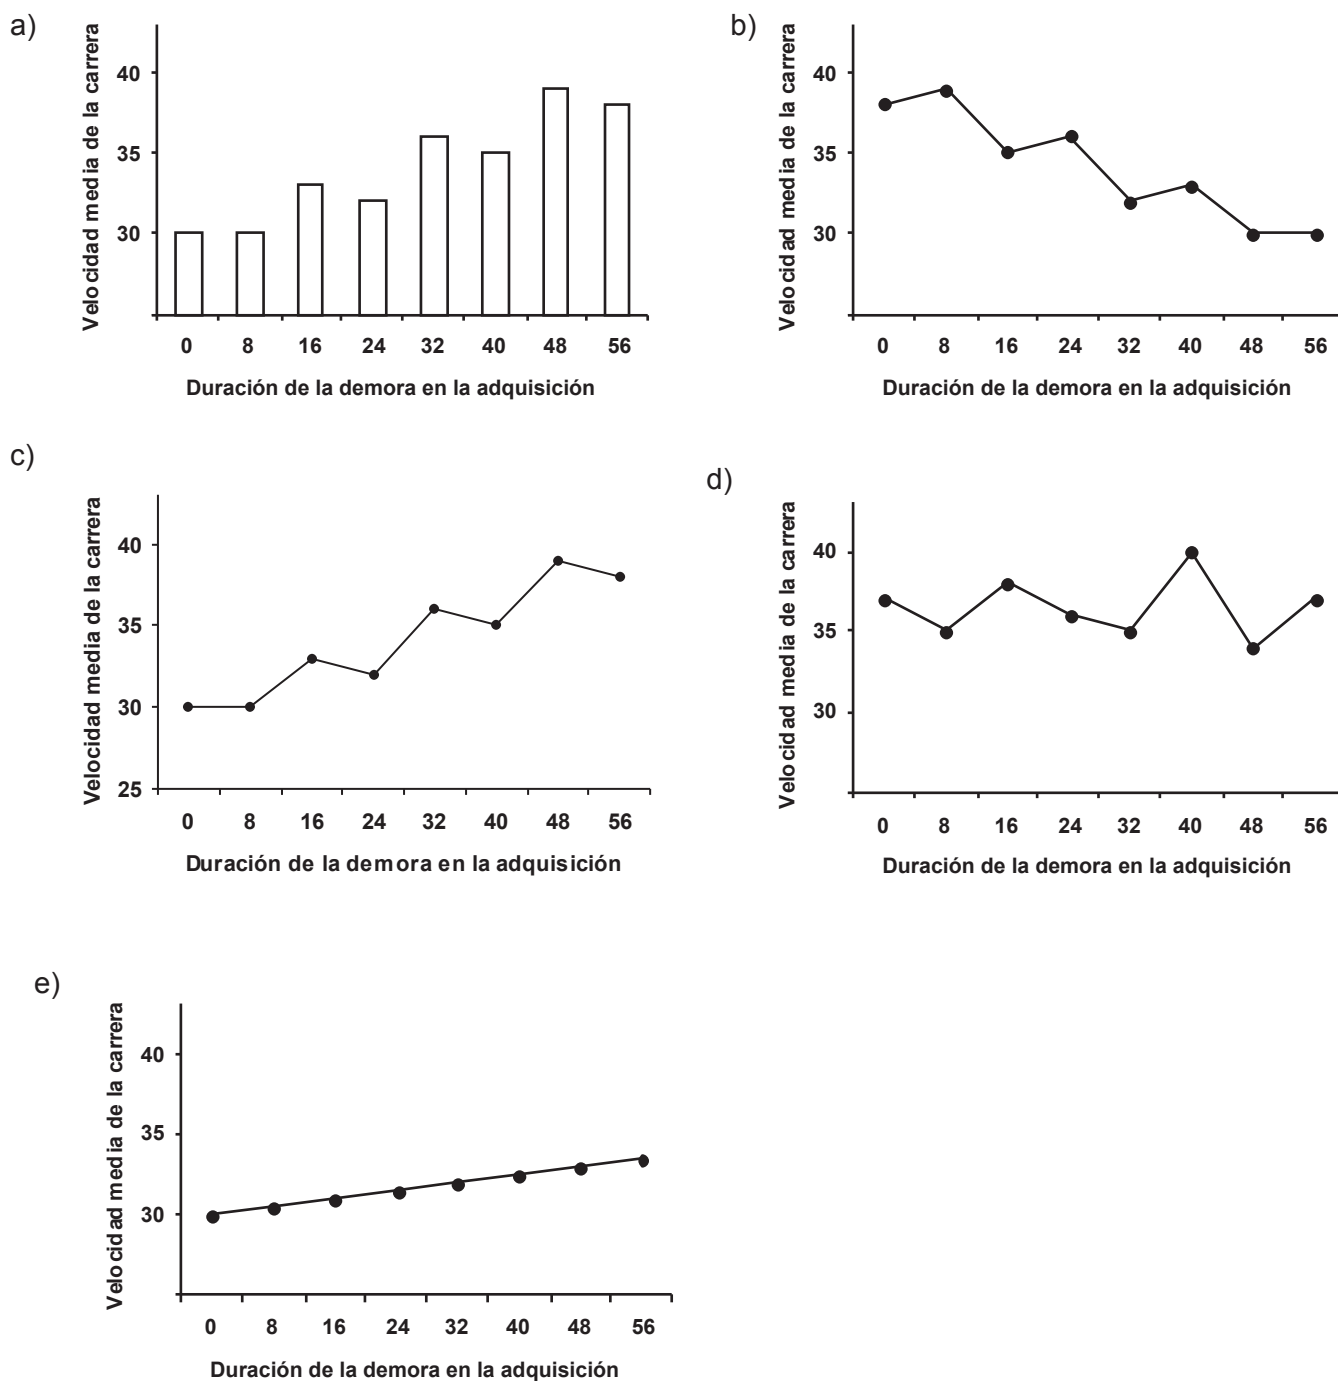 a)
Velocidad media de la carrera
40
35
30
0 8 16 24 32 40 48 56
Duración de la demora en la adquisición
b)
Velocidad media de la carrera
40
35
30
0 8 16 24 32 40 48 56
Duración de la demora en la adquisición
c)
Velocidad media de la carrera
40
35
30
25
0 8 16 24 32 40 48 56
Duración de la demora en la adquisición
d)
Velocidad media de la carrera
40
35
30
0 8 16 24 32 40 48 56
Duración de la demora en la adquisición
e)
Velocidad media de la carrera
40
35
30
0 8 16 24 32 40 48 56
Duración de la demora en la adquisición